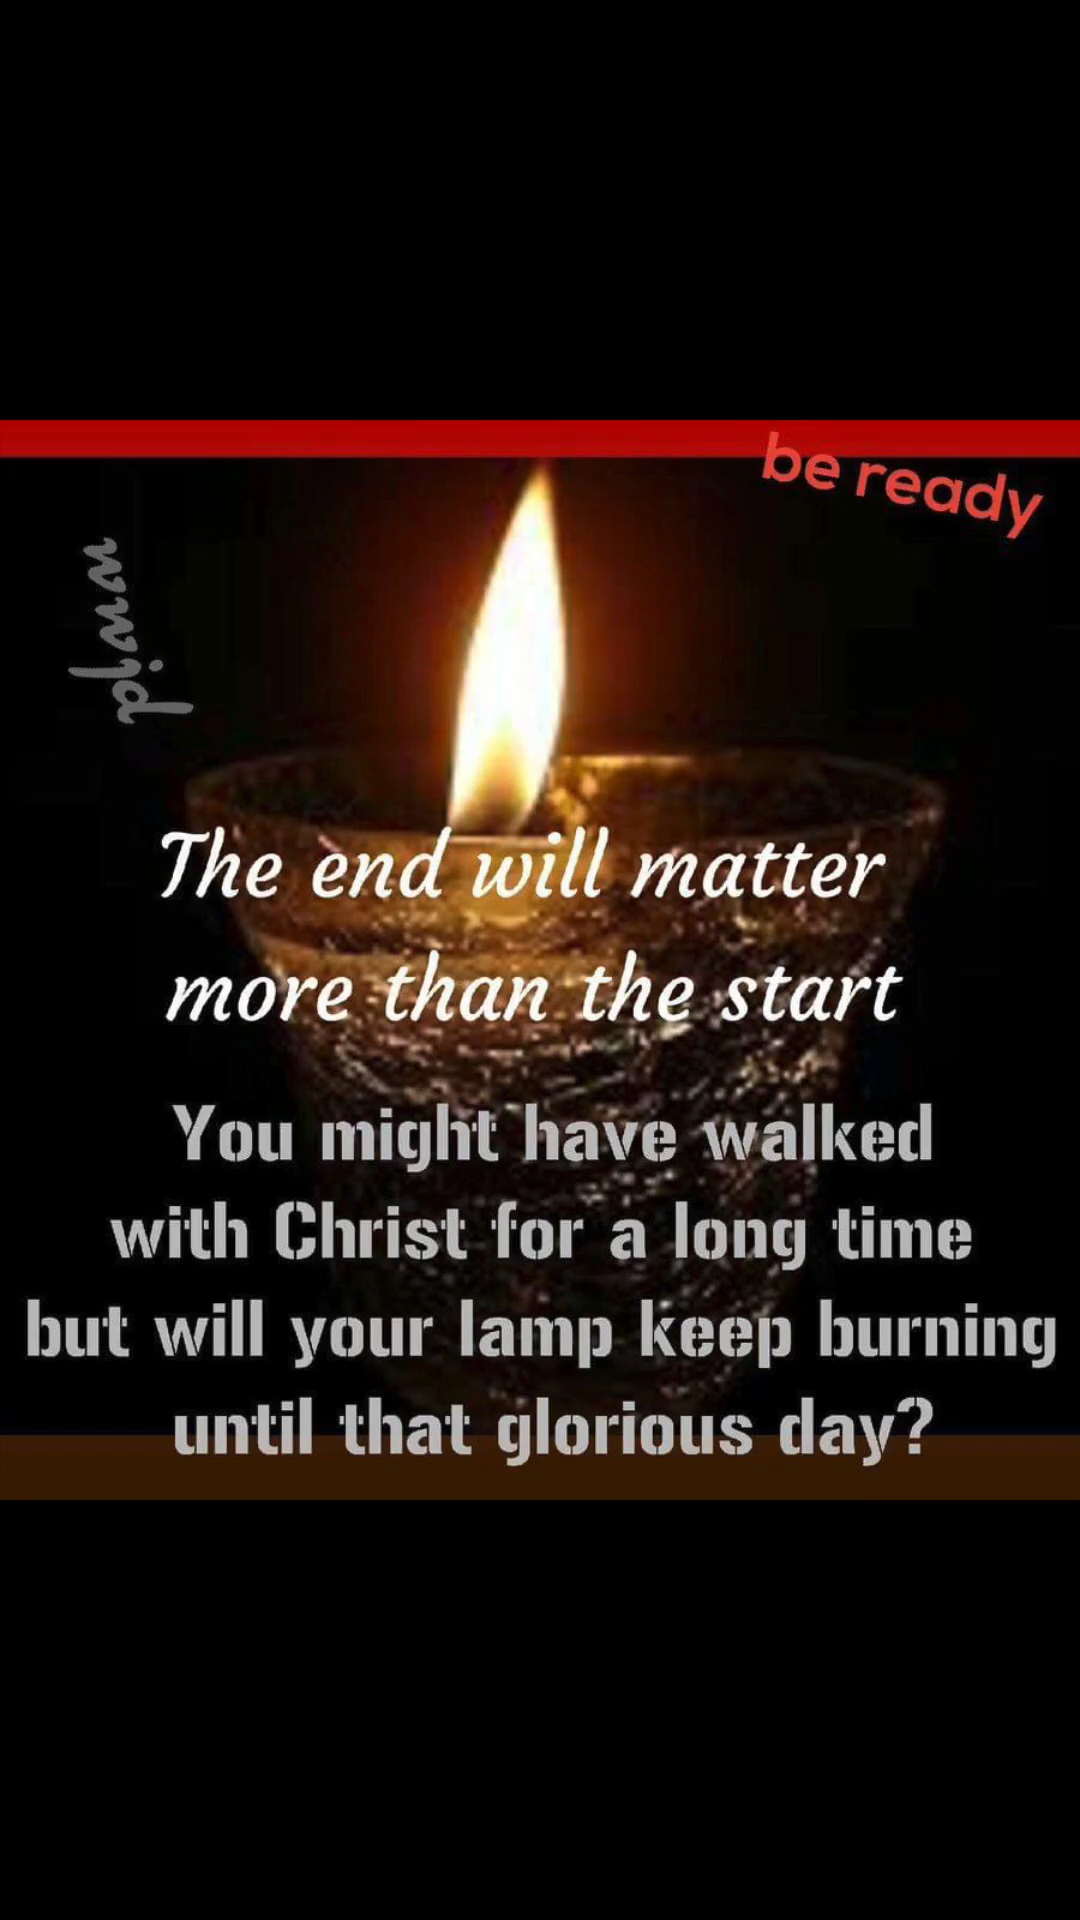 be ready
The end will matter
more than the start
You might have walked
with Christ for a long time
but will your lamp keep burning
until that glorious day?